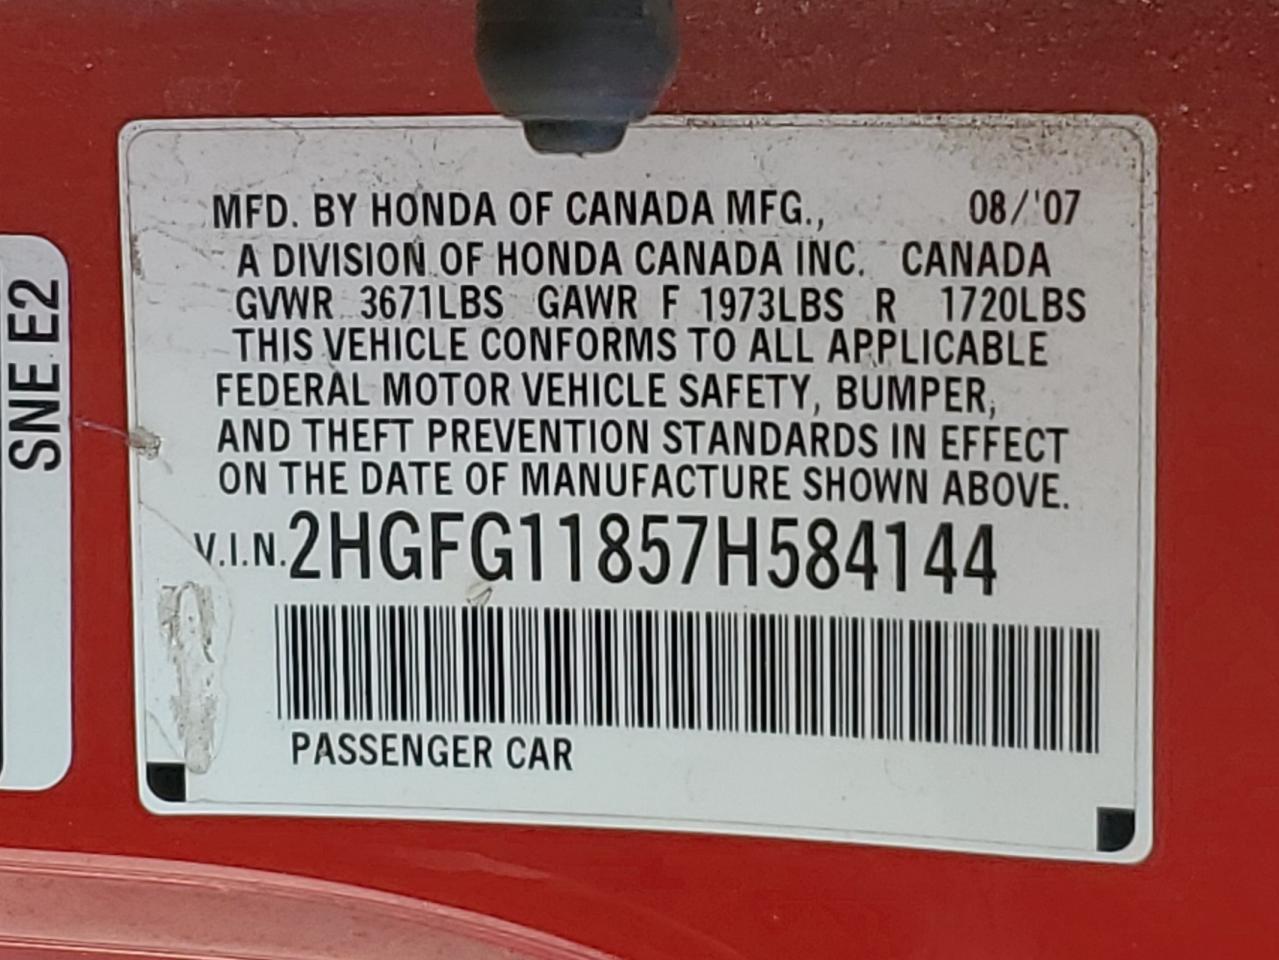 MFD. BY HONDA OF CANADA MFG., 08/'07
A DIVISION OF HONDA CANADA INC. CANADA
GVWR 3671LBS GAWR F 1973LBS R 1720LBS
THIS VEHICLE CONFORMS TO ALL APPLICABLE
FEDERAL MOTOR VEHICLE SAFETY, BUMPER,
AND THEFT PREVENTION STANDARDS IN EFFECT
ON THE DATE OF MANUFACTURE SHOWN ABOVE.
V.I.N. 2HGFG11857H584144
PASSENGER CAR
SNE E2